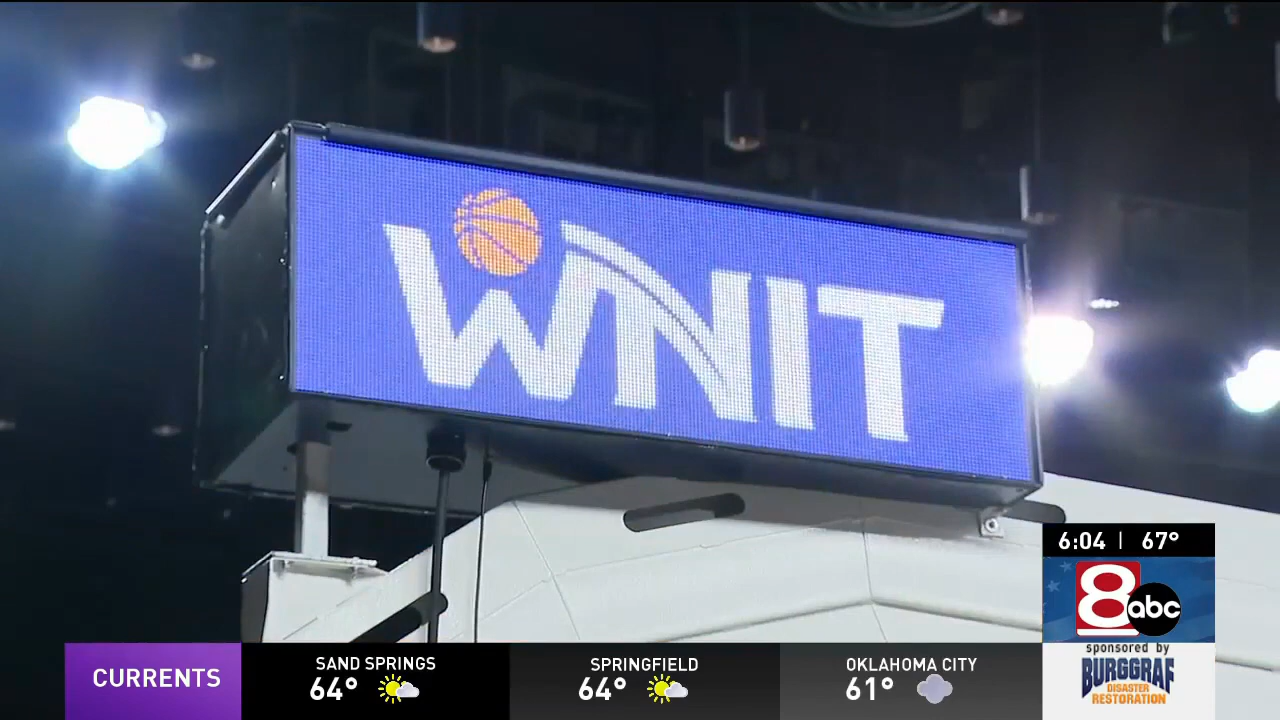 WNIT
6:04 | 67°
8 abc
sponsored by
BURGGRAF
DISASTER
RESTORATION
CURRENTS
SAND SPRINGS
64°
SPRINGFIELD
64°
OKLAHOMA CITY
61°